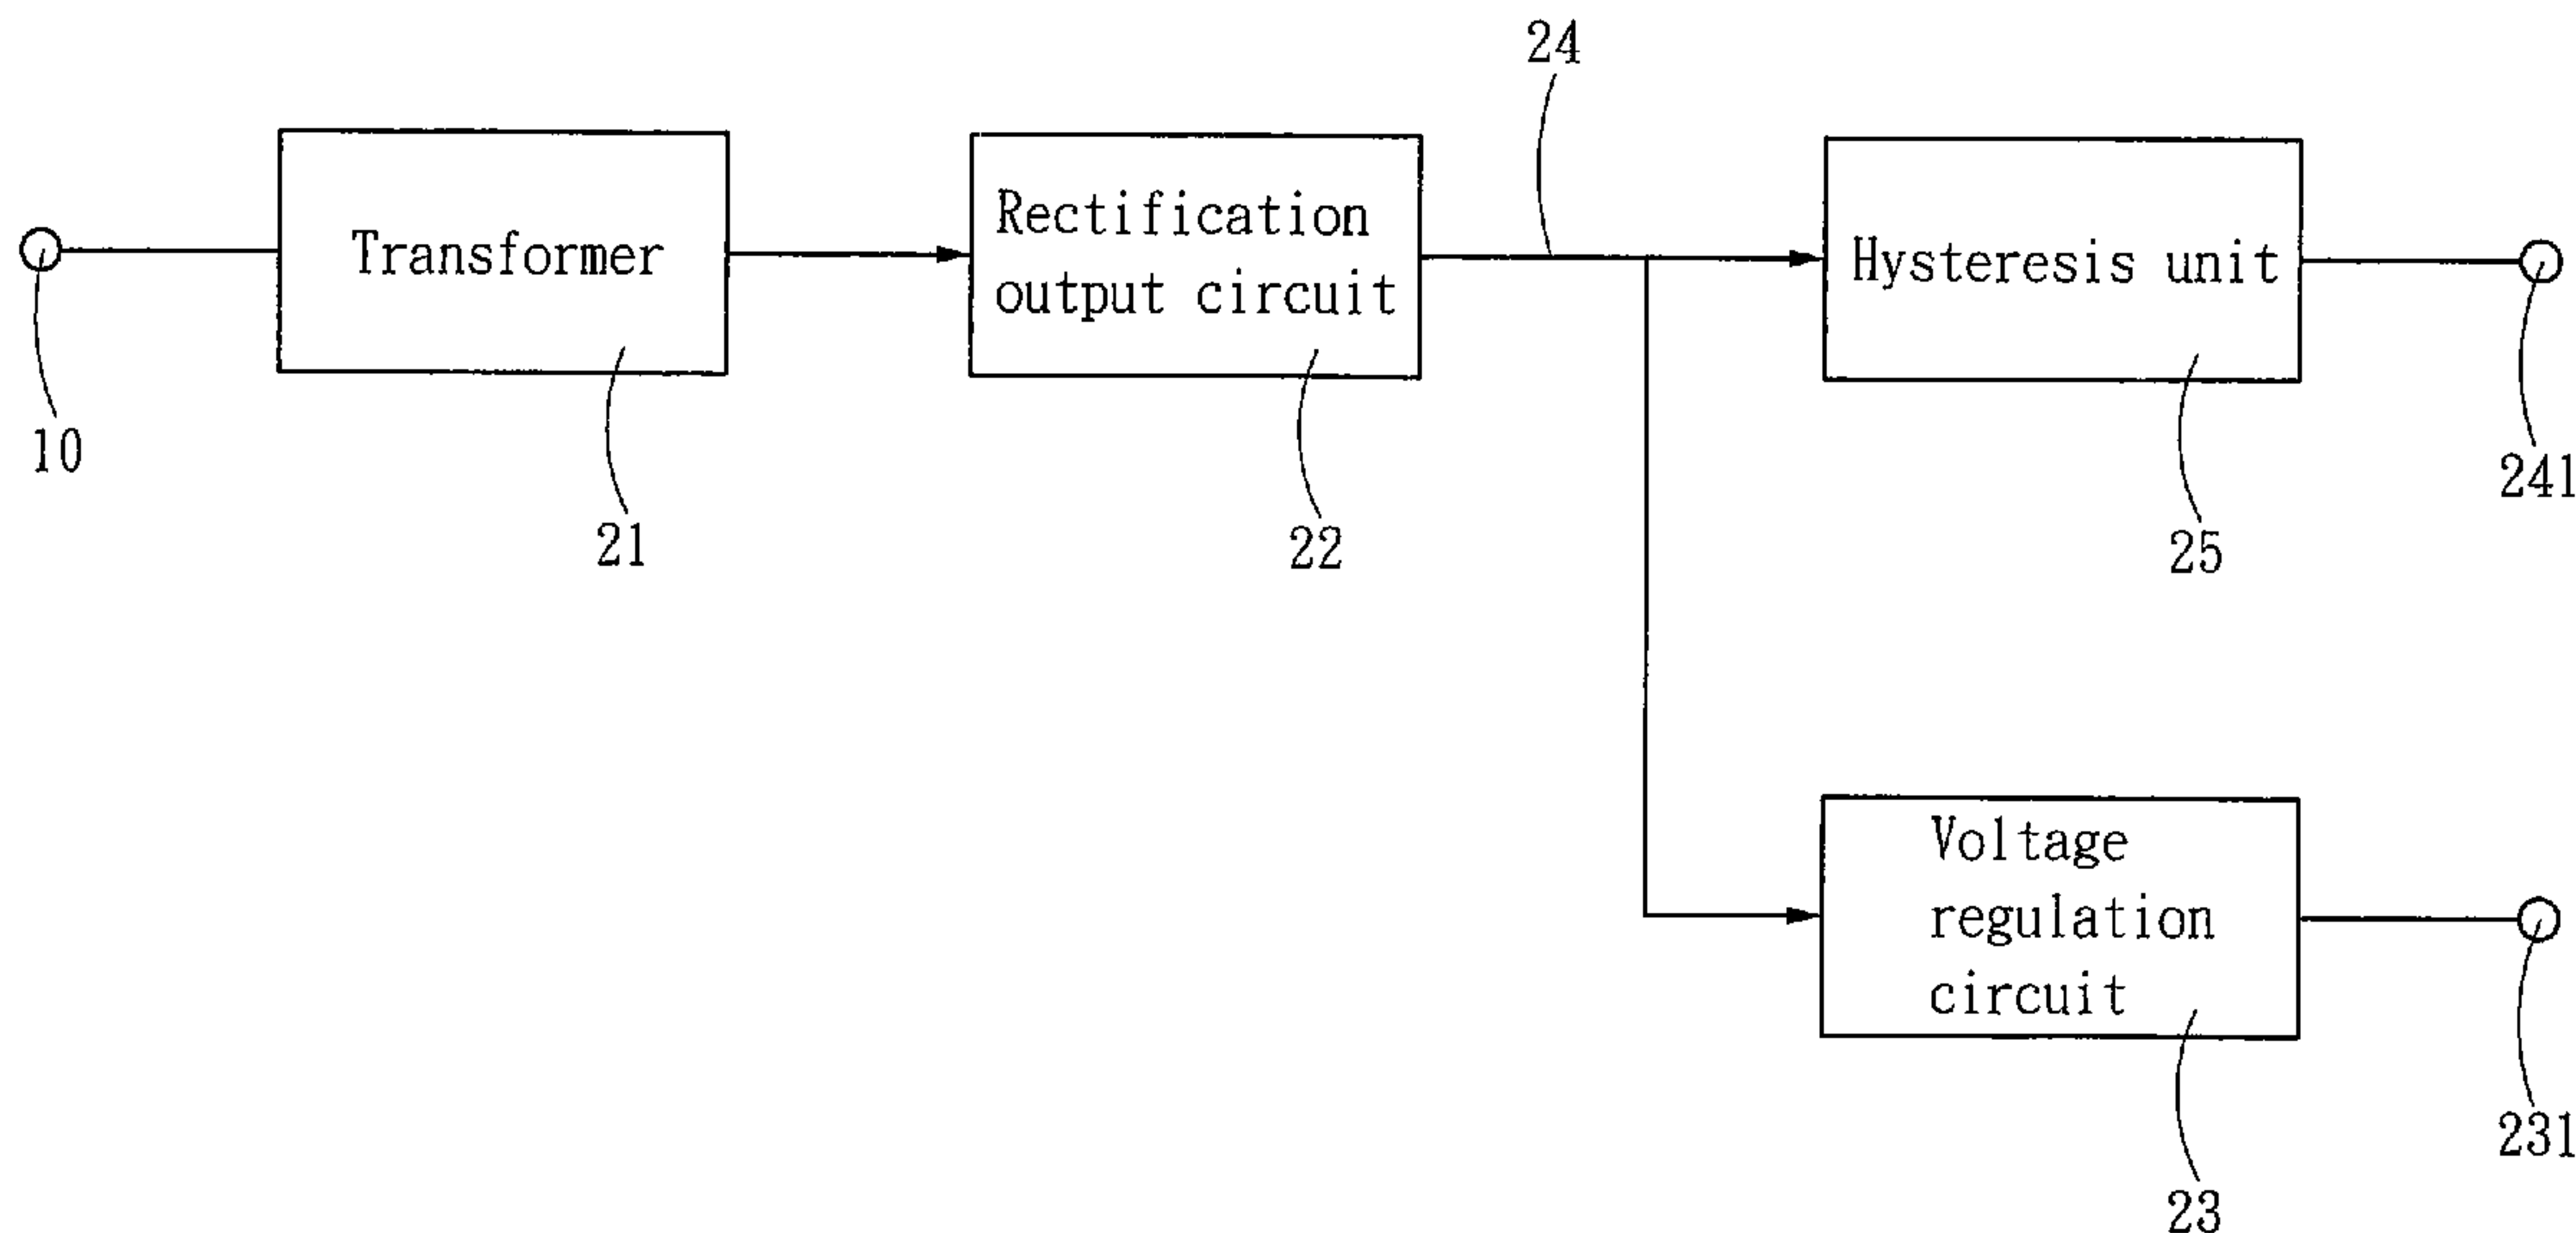 24
Transformer
Rectification
output circuit
Hysteresis unit
10
21
22
25
241
Voltage
regulation
circuit
231
23